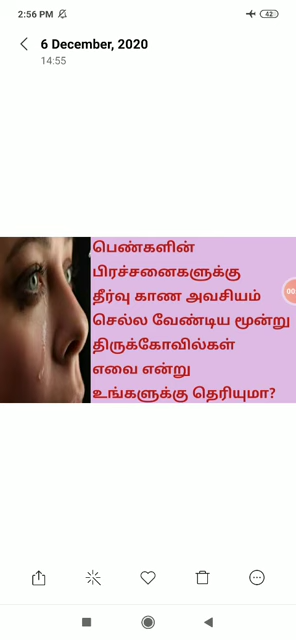 2:56 PM
42
6 December, 2020
14:55
பெண்களின்
பிரச்சனைகளுக்கு
தீர்வு காண அவசியம்
செல்ல வேண்டிய மூன்று
திருக்கோவில்கள்
எவை என்று
உங்களுக்கு தெரியுமா?
00